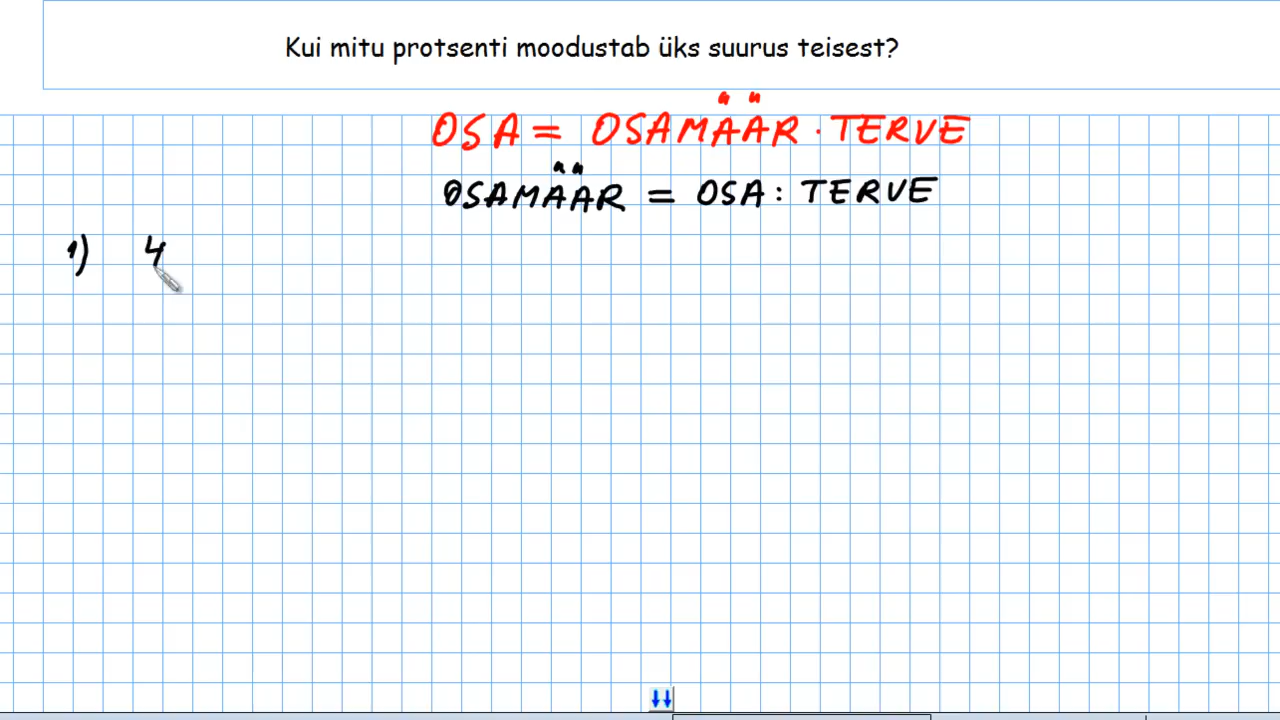 Kui mitu protsenti moodustab üks suurus teisest?
OSA = OSAMÄÄR · TERVE
OSAMÄÄR = OSA : TERVE
1) 4